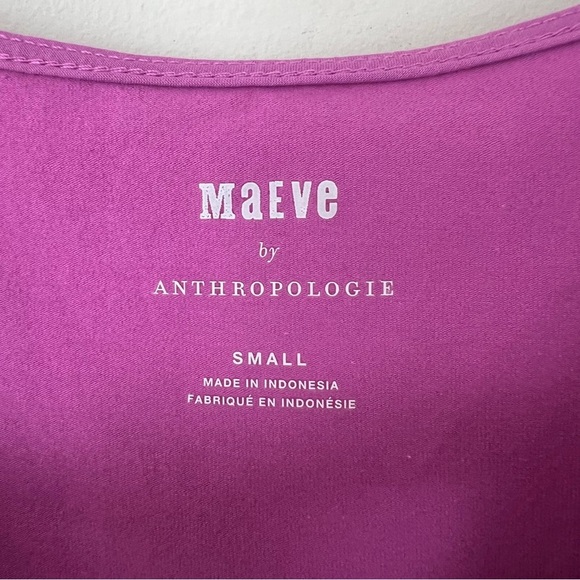 MaEVe
by
ANTHROPOLOGIE
SMALL
MADE IN INDONESIA
FABRIQUÉ EN INDONÉSIE